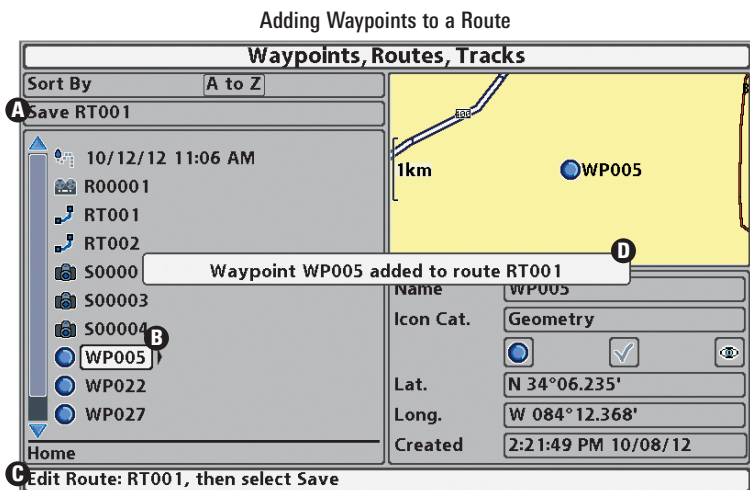 Adding Waypoints to a Route
Waypoints, Routes, Tracks
Sort By A to Z
A Save RT001
10/12/12 11:06 AM
R00001
RT001
RT002
S0000
S00003
S00004
B
WP005
WP022
WP027
Home
1km
WP005
D
Waypoint WP005 added to route RT001
Name WP005
Icon Cat. Geometry
Lat. N 34°06.235'
Long. W 084°12.368'
Created 2:21:49 PM 10/08/12
C Edit Route: RT001, then select Save